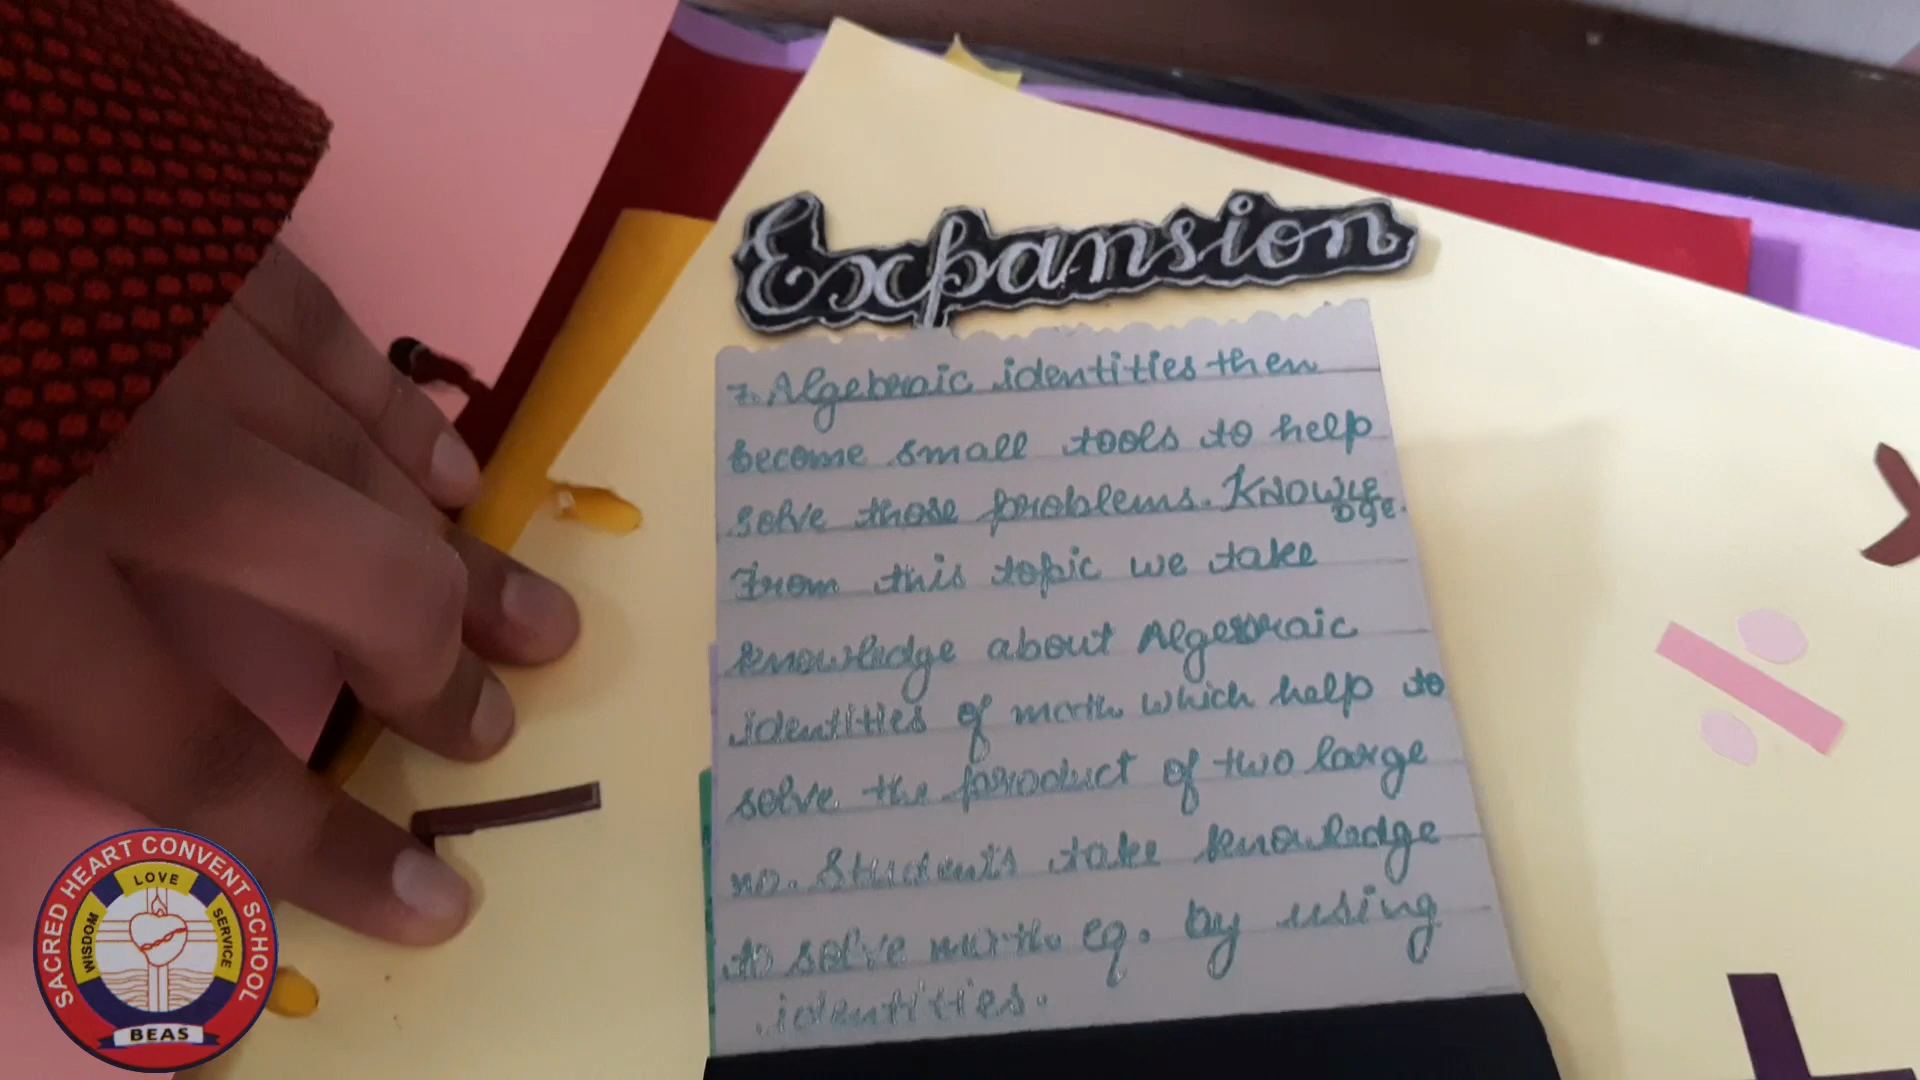 Expansion
7. Algebraic identities then
become small tools to help
solve those problems. Knowle
dge.
From this topic we take
knowledge about Algebraic
identities of math which help to
solve the product of two large
no. Students take knowledge
to solve math eq. by using
identities.
SACRED HEART CONVENT SCHOOL
LOVE
WISDOM
SERVICE
BEAS